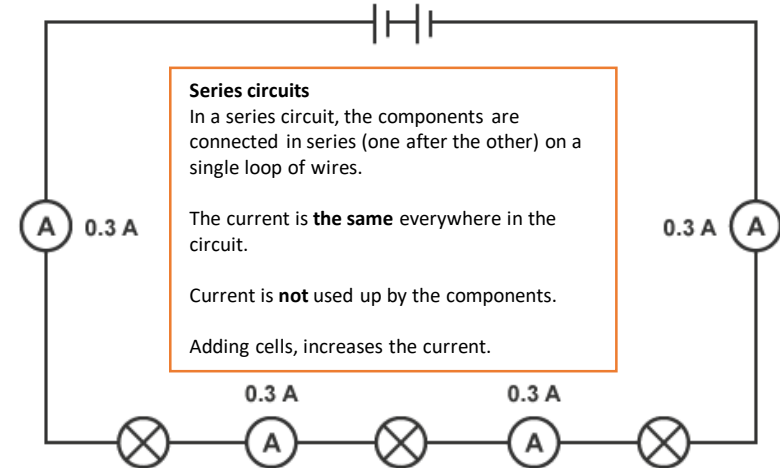 Series circuits
In a series circuit, the components are
connected in series (one after the other) on a
single loop of wires.
The current is the same everywhere in the
circuit.
Current is not used up by the components.
Adding cells, increases the current.
A 0.3 A
0.3 A A
0.3 A
0.3 A
A
A